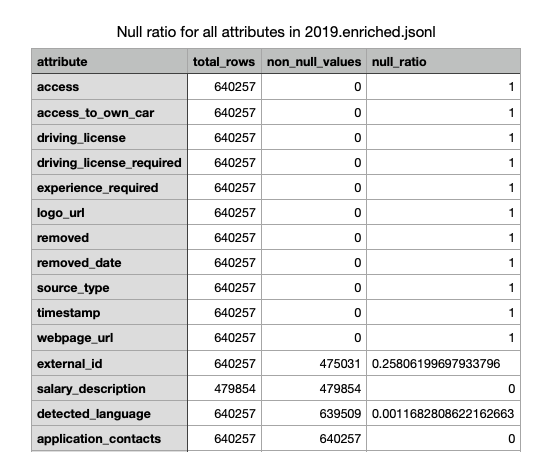 Null ratio for all attributes in 2019.enriched.jsonl
attribute total_rows non_null_values null_ratio
access 640257 0 1
access_to_own_car 640257 0 1
driving_license 640257 0 1
driving_license_required 640257 0 1
experience_required 640257 0 1
logo_url 640257 0 1
removed 640257 0 1
removed_date 640257 0 1
source_type 640257 0 1
timestamp 640257 0 1
webpage_url 640257 0 1
external_id 640257 475031 0.25806199697933796
salary_description 479854 479854 0
detected_language 640257 639509 0.0011682808622162663
application_contacts 640257 640257 0